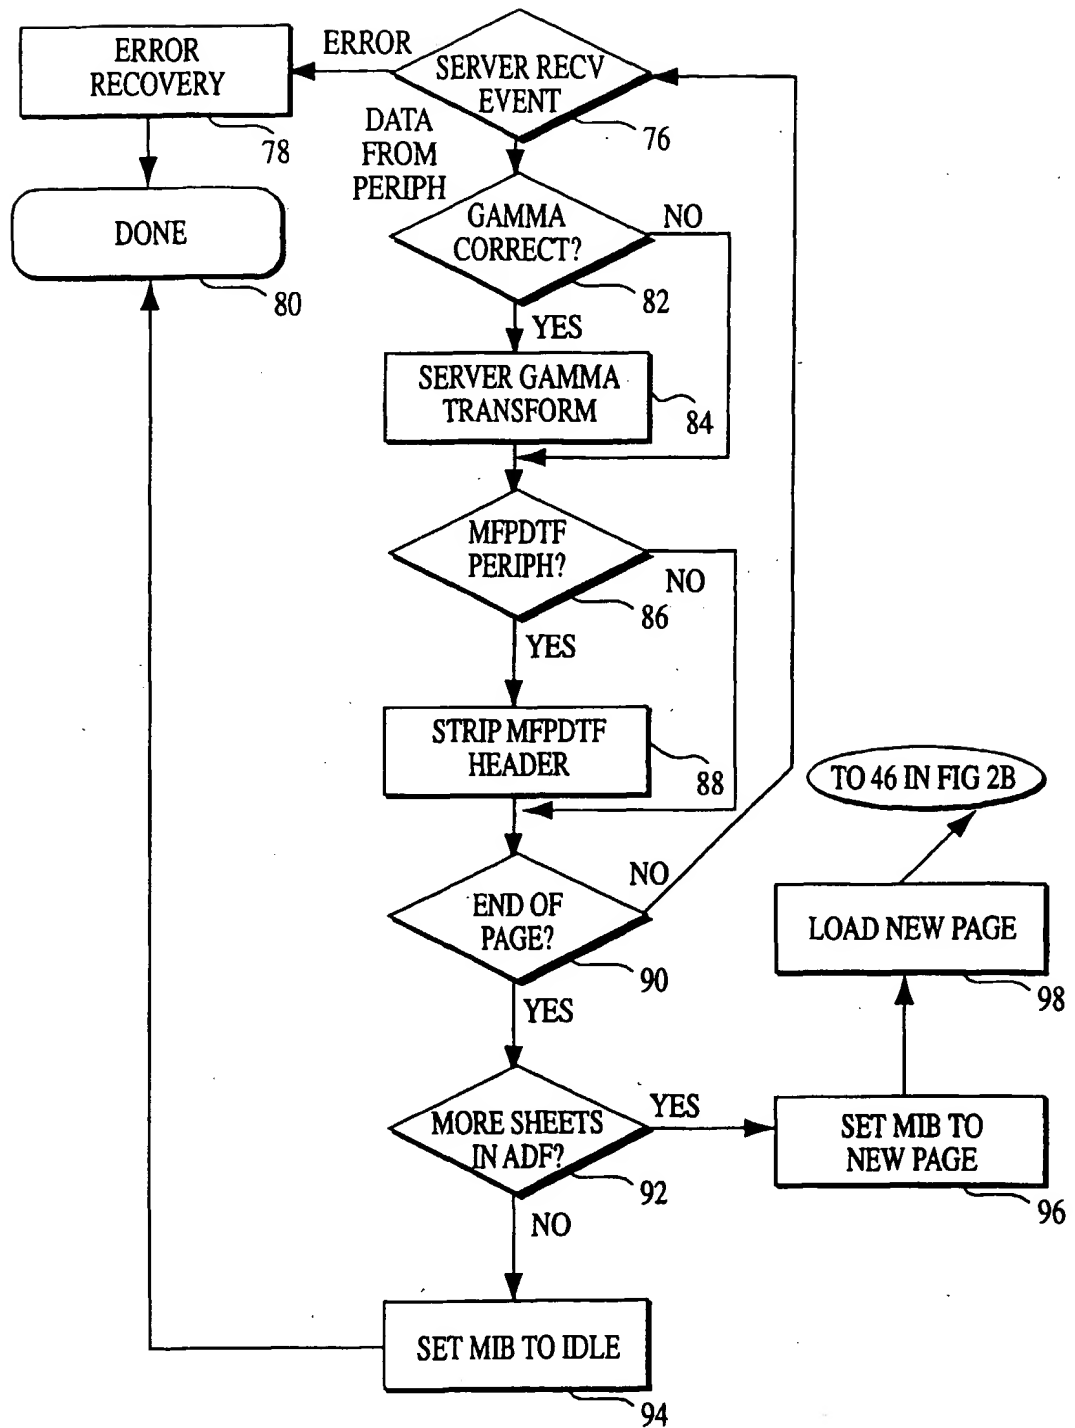 ERROR
RECOVERY
78
ERROR
SERVER RECV
EVENT
76
DATA
FROM
PERIPH
DONE
80
GAMMA
CORRECT?
NO
82
YES
SERVER GAMMA
TRANSFORM
84
MFPDTF
PERIPH?
NO
86
YES
STRIP MFPDTF
HEADER
88
TO 46 IN FIG 2B
END OF
PAGE?
NO
90
YES
LOAD NEW PAGE
98
MORE SHEETS
IN ADF?
YES
92
NO
SET MIB TO
NEW PAGE
96
SET MIB TO IDLE
94